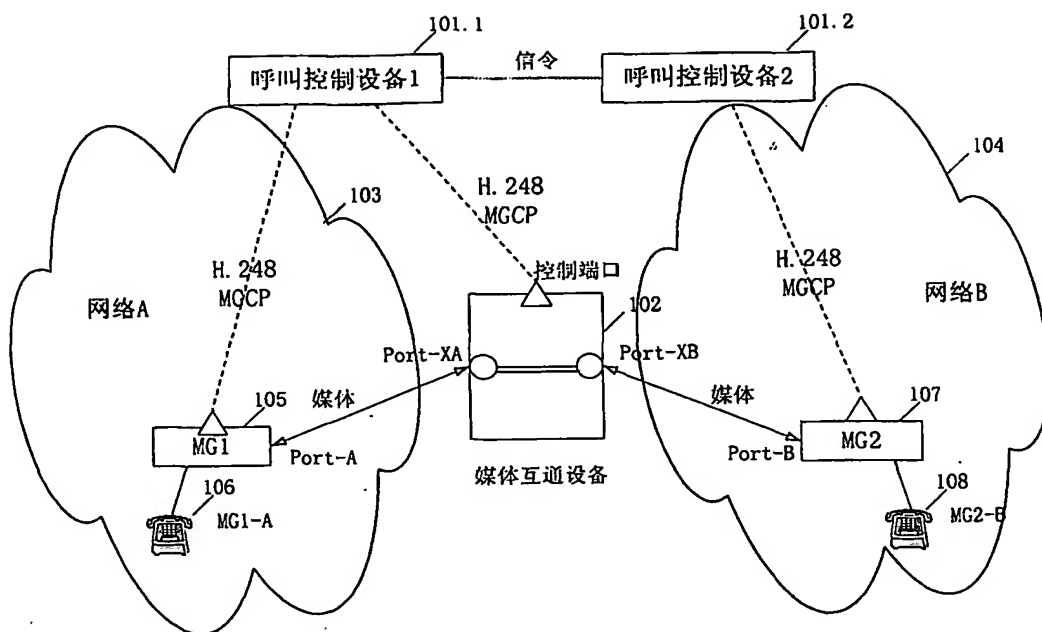 101.1
101.2
呼叫控制设备1
信令
呼叫控制设备2
104
103
H.248
MGCP
H.248
MGCP
H.248
MGCP
控制端口
网络A
网络B
102
Port-XA
Port-XB
媒体
媒体
105
107
MG1
MG2
Port-A
Port-B
媒体互通设备
106
108
MG1-A
MG2-B